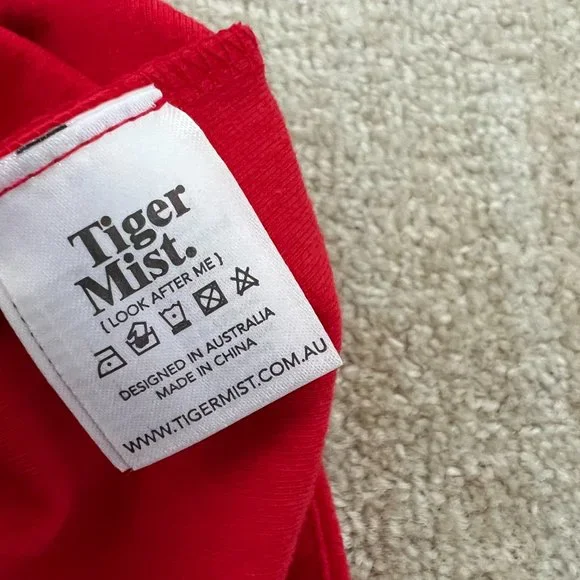 Tiger
Mist.
{ LOOK AFTER ME }
DESIGNED IN AUSTRALIA
MADE IN CHINA
WWW.TIGERMIST.COM.AU